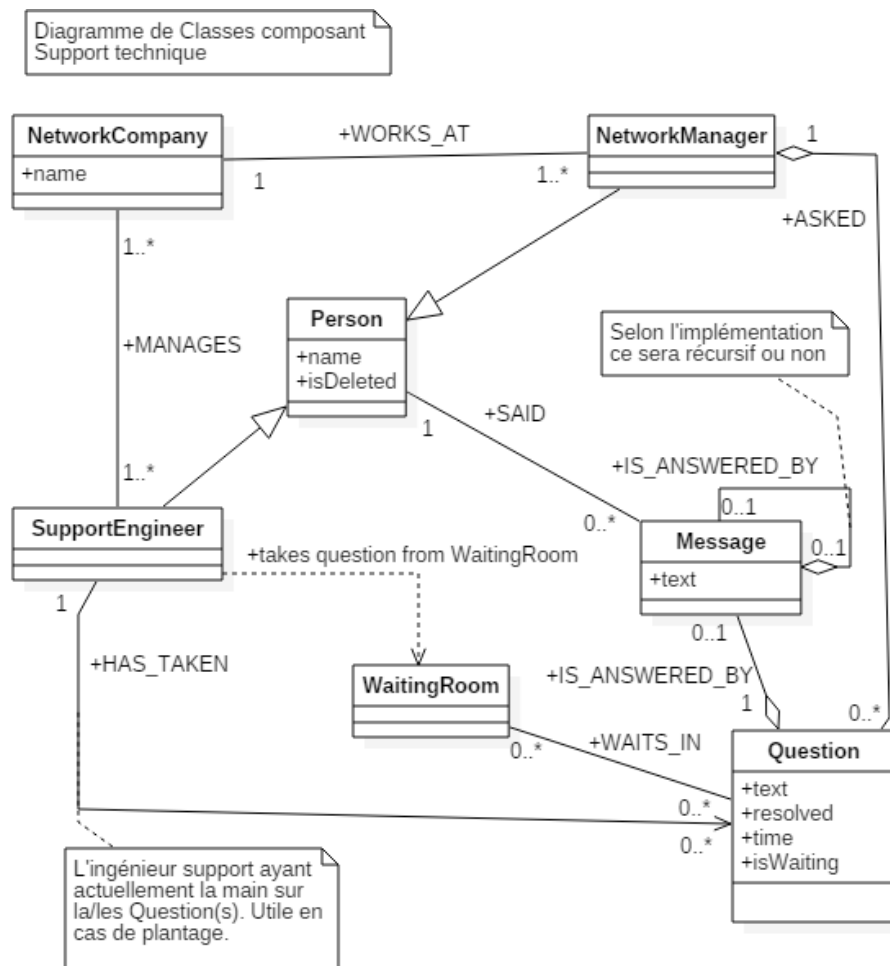 Diagramme de Classes composant
Support technique
NetworkCompany
+name
+WORKS_AT
1
1..*
NetworkManager
1
+ASKED
1..*
+MANAGES
1..*
Person
+name
+isDeleted
1
+SAID
0..*
Selon l'implémentation
ce sera récursif ou non
+IS_ANSWERED_BY
0..1
0..1
SupportEngineer
1
+takes question from WaitingRoom
Message
+text
0..1
+HAS_TAKEN
WaitingRoom
0..*
+IS_ANSWERED_BY
1
0..*
+WAITS_IN
0..*
0..*
Question
+text
+resolved
+time
+isWaiting
L'ingénieur support ayant
actuellement la main sur
la/les Question(s). Utile en
cas de plantage.